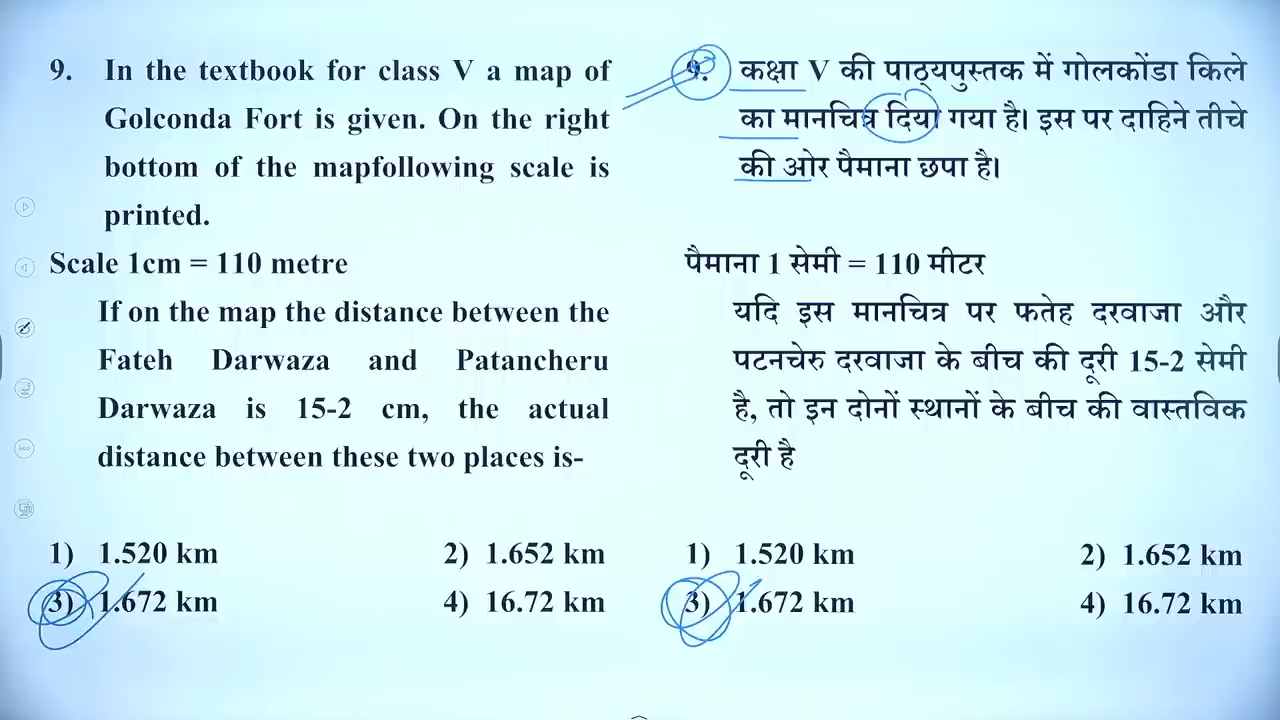 9. In the textbook for class V a map of
Golconda Fort is given. On the right
bottom of the mapfollowing scale is
printed.
Scale 1cm = 110 metre
If on the map the distance between the
Fateh Darwaza and Patancheru
Darwaza is 15-2 cm, the actual
distance between these two places is-
1) 1.520 km 2) 1.652 km
3) 1.672 km 4) 16.72 km
9. कक्षा V की पाठ्यपुस्तक में गोलकोंडा किले
का मानचित्र दिया गया है। इस पर दाहिने तीचे
की ओर पैमाना छपा है।
पैमाना 1 सेमी = 110 मीटर
यदि इस मानचित्र पर फतेह दरवाजा और
पटनचेरु दरवाजा के बीच की दूरी 15-2 सेमी
है, तो इन दोनों स्थानों के बीच की वास्तविक
दूरी है
1) 1.520 km 2) 1.652 km
3) 1.672 km 4) 16.72 km